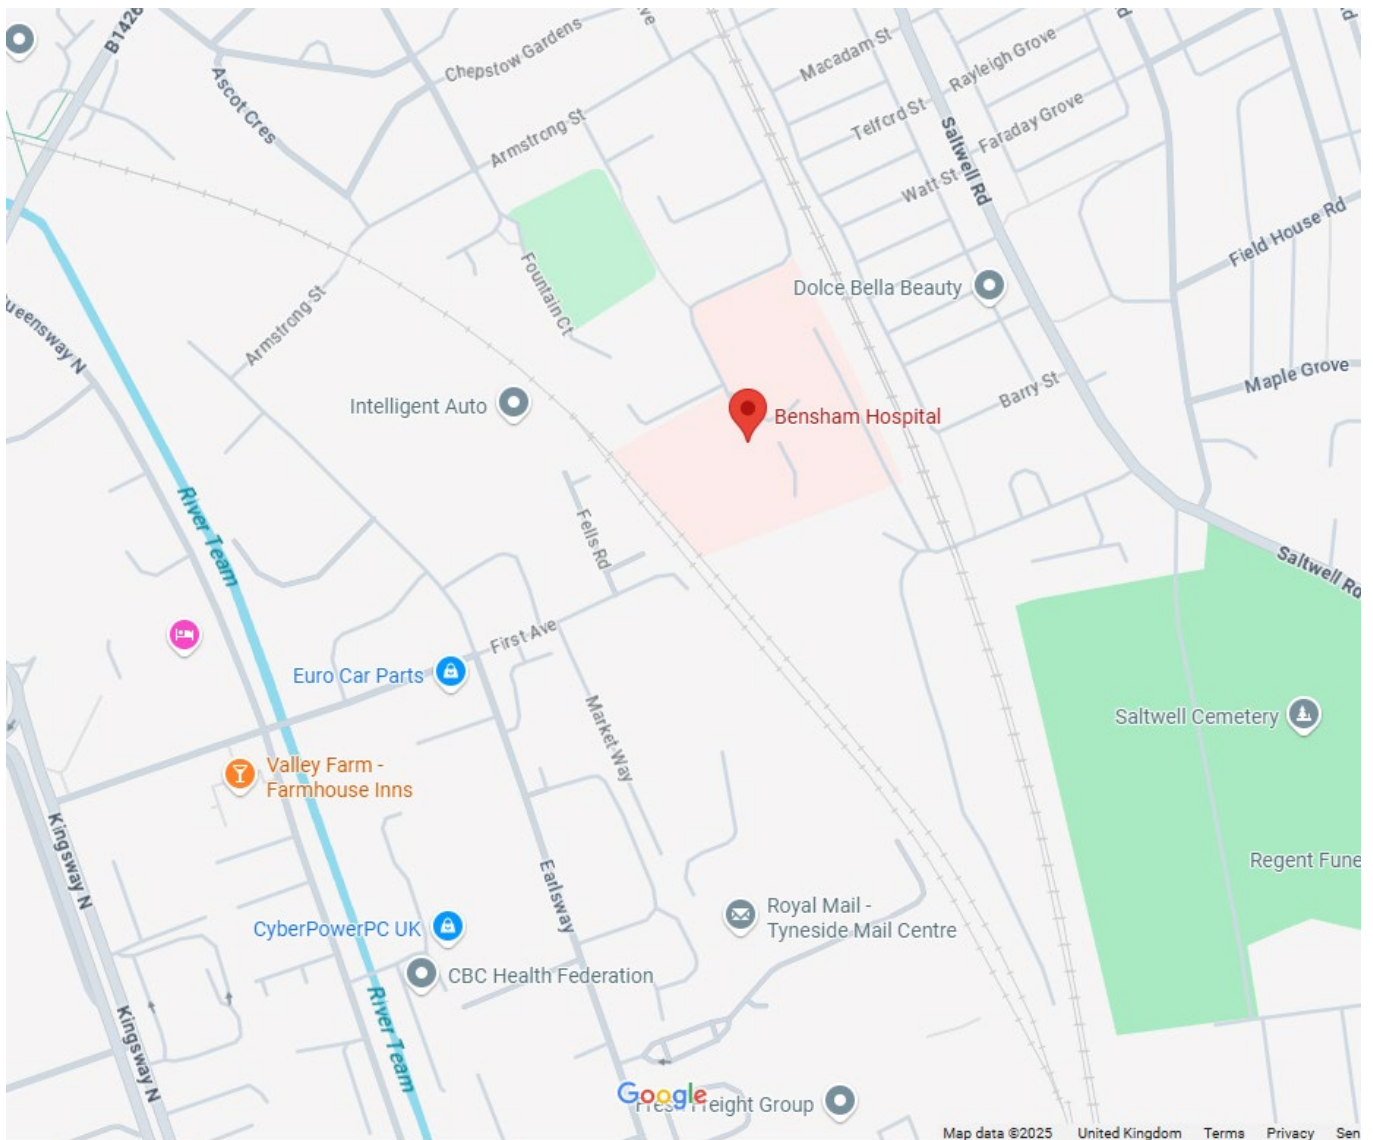 B1426
Chepstow Gardens
Macadam St
Rayleigh Grove
Ascot Cres
Armstrong St
Telford St
Faraday Grove
Saltwell Rd
Watt St
Field House Rd
Fountain Ct
Dolce Bella Beauty
Armstrong St
Maple Grove
Barry St
Intelligent Auto
Bensham Hospital
River Team
Fells Rd
Saltwell Rd
First Ave
Euro Car Parts
Market Way
Saltwell Cemetery
Valley Farm -
Farmhouse Inns
Kingsway N
Earlsway
Regent Fune
Royal Mail -
Tyneside Mail Centre
CyberPowerPC UK
CBC Health Federation
River Team
Kingsway N
Google
Freight Group
Map data ©2025 United Kingdom Terms Privacy Sen